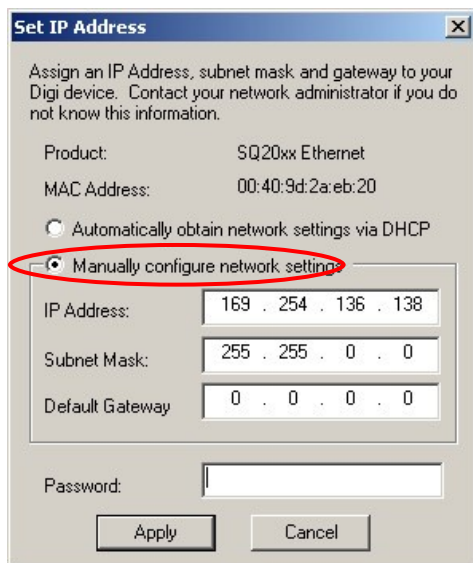 Set IP Address
Assign an IP Address, subnet mask and gateway to your
Digi device. Contact your network administrator if you do
not know this information.
Product: SQ20xx Ethernet
MAC Address: 00:40:9d:2a:eb:20
Automatically obtain network settings via DHCP
Manually configure network settings
IP Address: 169 . 254 . 136 . 138
Subnet Mask: 255 . 255 . 0 . 0
Default Gateway 0 . 0 . 0 . 0
Password:
Apply Cancel